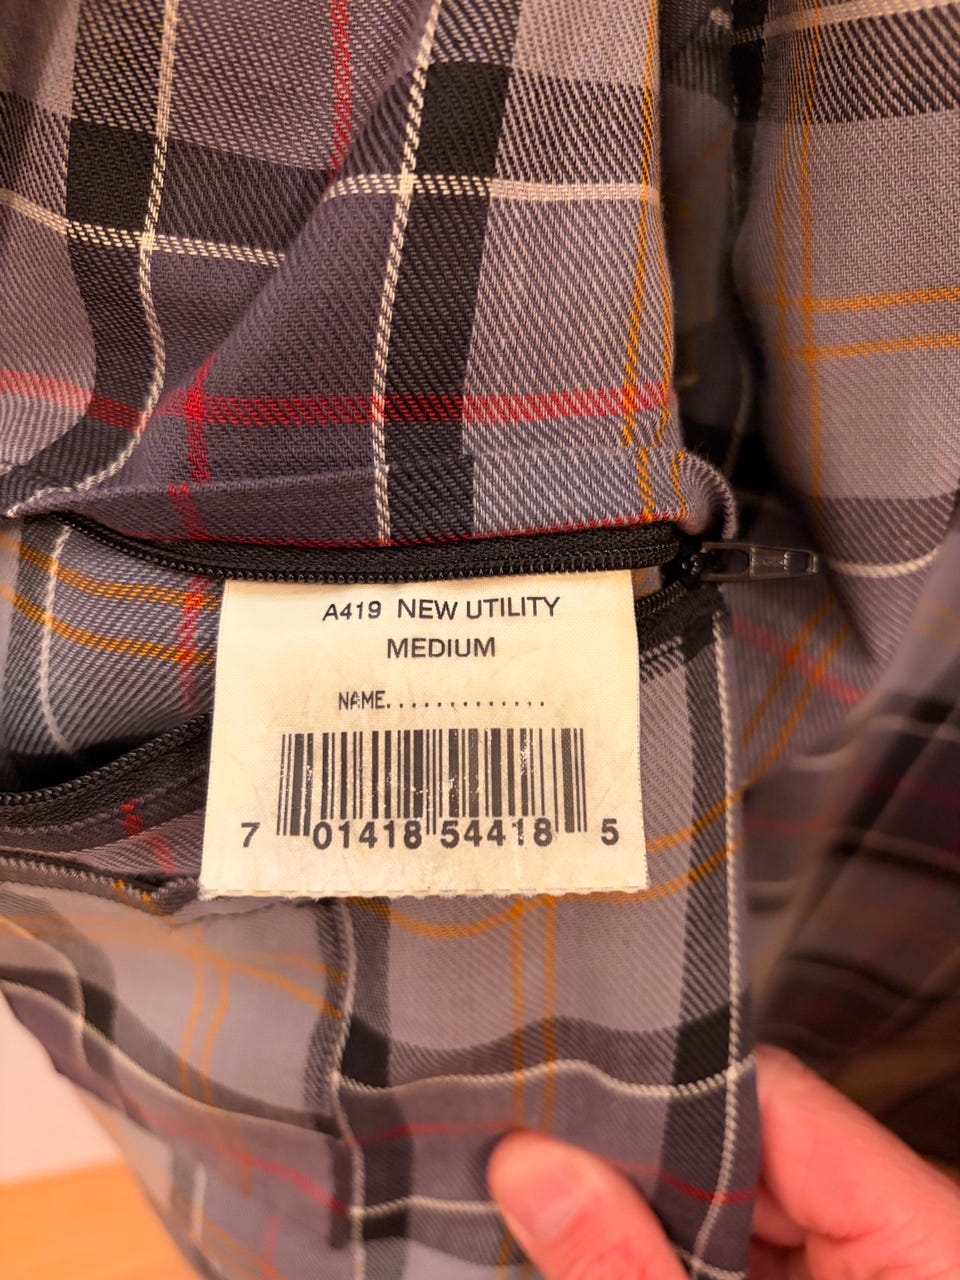 A419 NEW UTILITY
MEDIUM
NAME.............
7 01418 54418 5